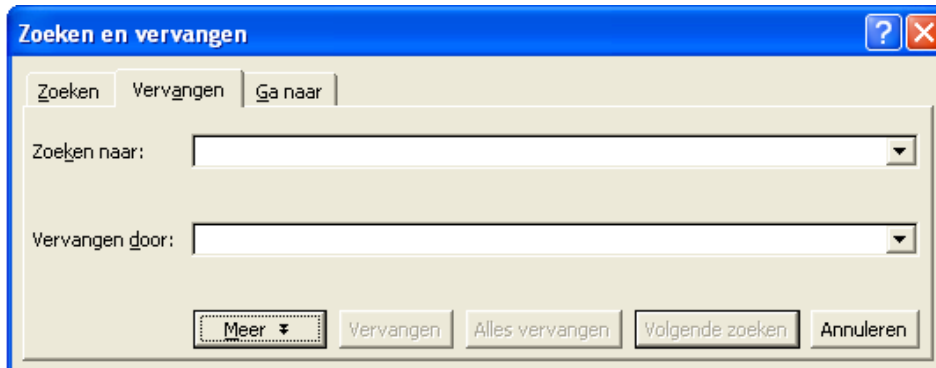 Zoeken en vervangen
Zoeken Vervangen Ga naar
Zoeken naar:
Vervangen door:
Meer Vervangen Alles vervangen Volgende zoeken Annuleren